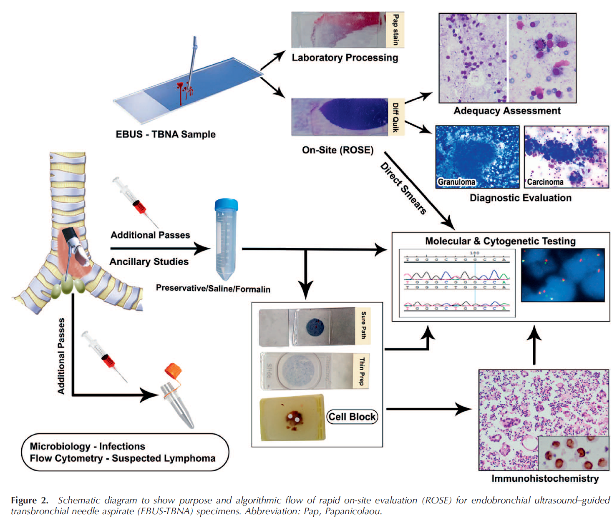 Pap stain
Laboratory Processing
EBUS - TBNA Sample
Diff Quik
On-Site (ROSE)
Adequacy Assessment
Granuloma
Carcinoma
Diagnostic Evaluation
Direct Smears
Additional Passes
Ancillary Studies
Preservative/Saline/Formalin
Molecular & Cytogenetic Testing
Sure Path
Thin Prep
Cell Block
Additional Passes
Microbiology - Infections
Flow Cytometry - Suspected Lymphoma
Immunohistochemistry
Figure 2. Schematic diagram to show purpose and algorithmic flow of rapid on-site evaluation (ROSE) for endobronchial ultrasound–guided
transbronchial needle aspirate (EBUS-TBNA) specimens. Abbreviation: Pap, Papanicolaou.